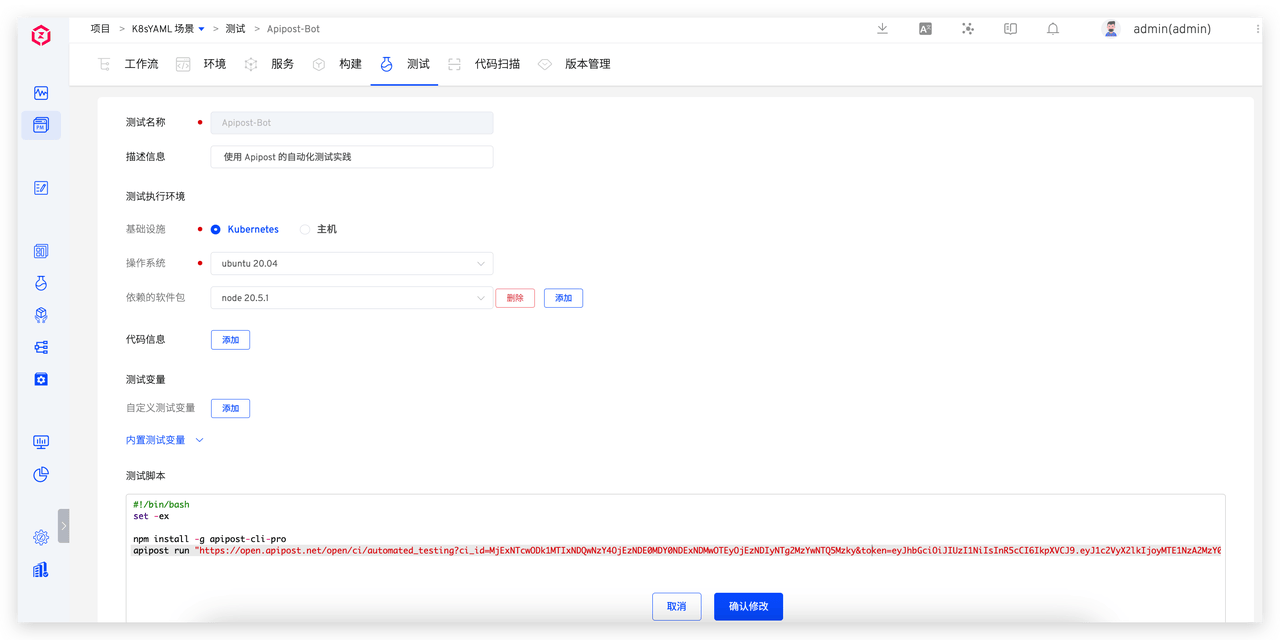 项目 > K8sYAML 场景 > 测试 > Apipost-Bot
admin(admin)
工作流 环境 服务 构建 测试 代码扫描 版本管理
测试名称 Apipost-Bot
描述信息 使用 Apipost 的自动化测试实践
测试执行环境
基础设施 Kubernetes 主机
操作系统 ubuntu 20.04
依赖的软件包 node 20.5.1 删除 添加
代码信息 添加
测试变量
自定义测试变量 添加
内置测试变量
测试脚本
#!/bin/bash
set -ex
npm install -g apipost-cli-pro
apipost run "https://open.apipost.net/open/ci/automated_testing?ci_id=MjExNTcwODk1MTIxNDQwNzY4OjEzNDE0MDY0NDExNDMwOTEyOjEzNDIyNTg2MzYwNTQ5Mzky&token=eyJhbGciOiJIUzI1NiIsInR5cCI6IkpXVCJ9.eyJ1c2VyX2lkIjoyMTE1NzA2MzY0
取消 确认修改